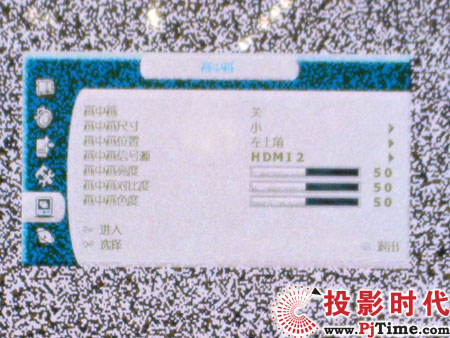 画中画
画中画 关
画中画尺寸 小
画中画位置 左上角
画中画信号源 HDMI2
画中画亮度 50
画中画对比度 50
画中画色度 50
进入
选择 退出
投影时代
www.PjTime.com